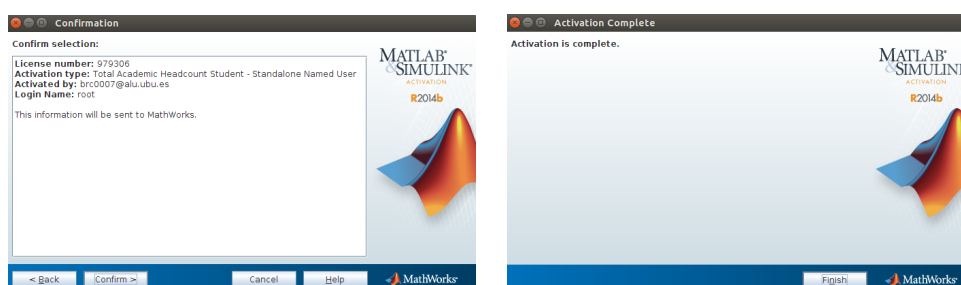 Confirmation
Confirm selection:
License number: 979306
Activation type: Total Academic Headcount Student - Standalone Named User
Activated by: brc0007@alu.ubu.es
Login Name: root
This information will be sent to MathWorks.
MATLAB®
&SIMULINK®
ACTIVATION
R2014b
< Back
Confirm >
Cancel
Help
MathWorks®
Activation Complete
Activation is complete.
MATLAB®
&SIMULIN
ACTIVATION
R2014b
Finish
MathWorks®